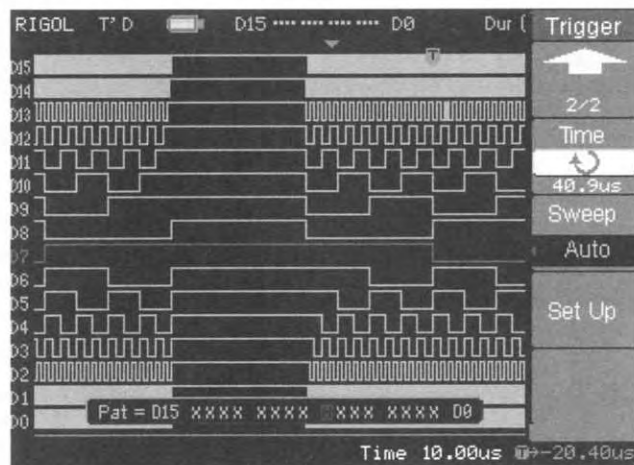 RIGOL T'D D15 •••• •••• •••• •••• D0 Dur (
Trigger
T
2/2
Time
40.9us
Sweep
Auto
Set Up
D15
D14
D13
D12
D11
D10
D9
D8
D7
D6
D5
D4
D3
D2
D1
D0
Pat = D15 XXXX XXXX XXX XXXX D0
Time 10.00us T→-20.40us